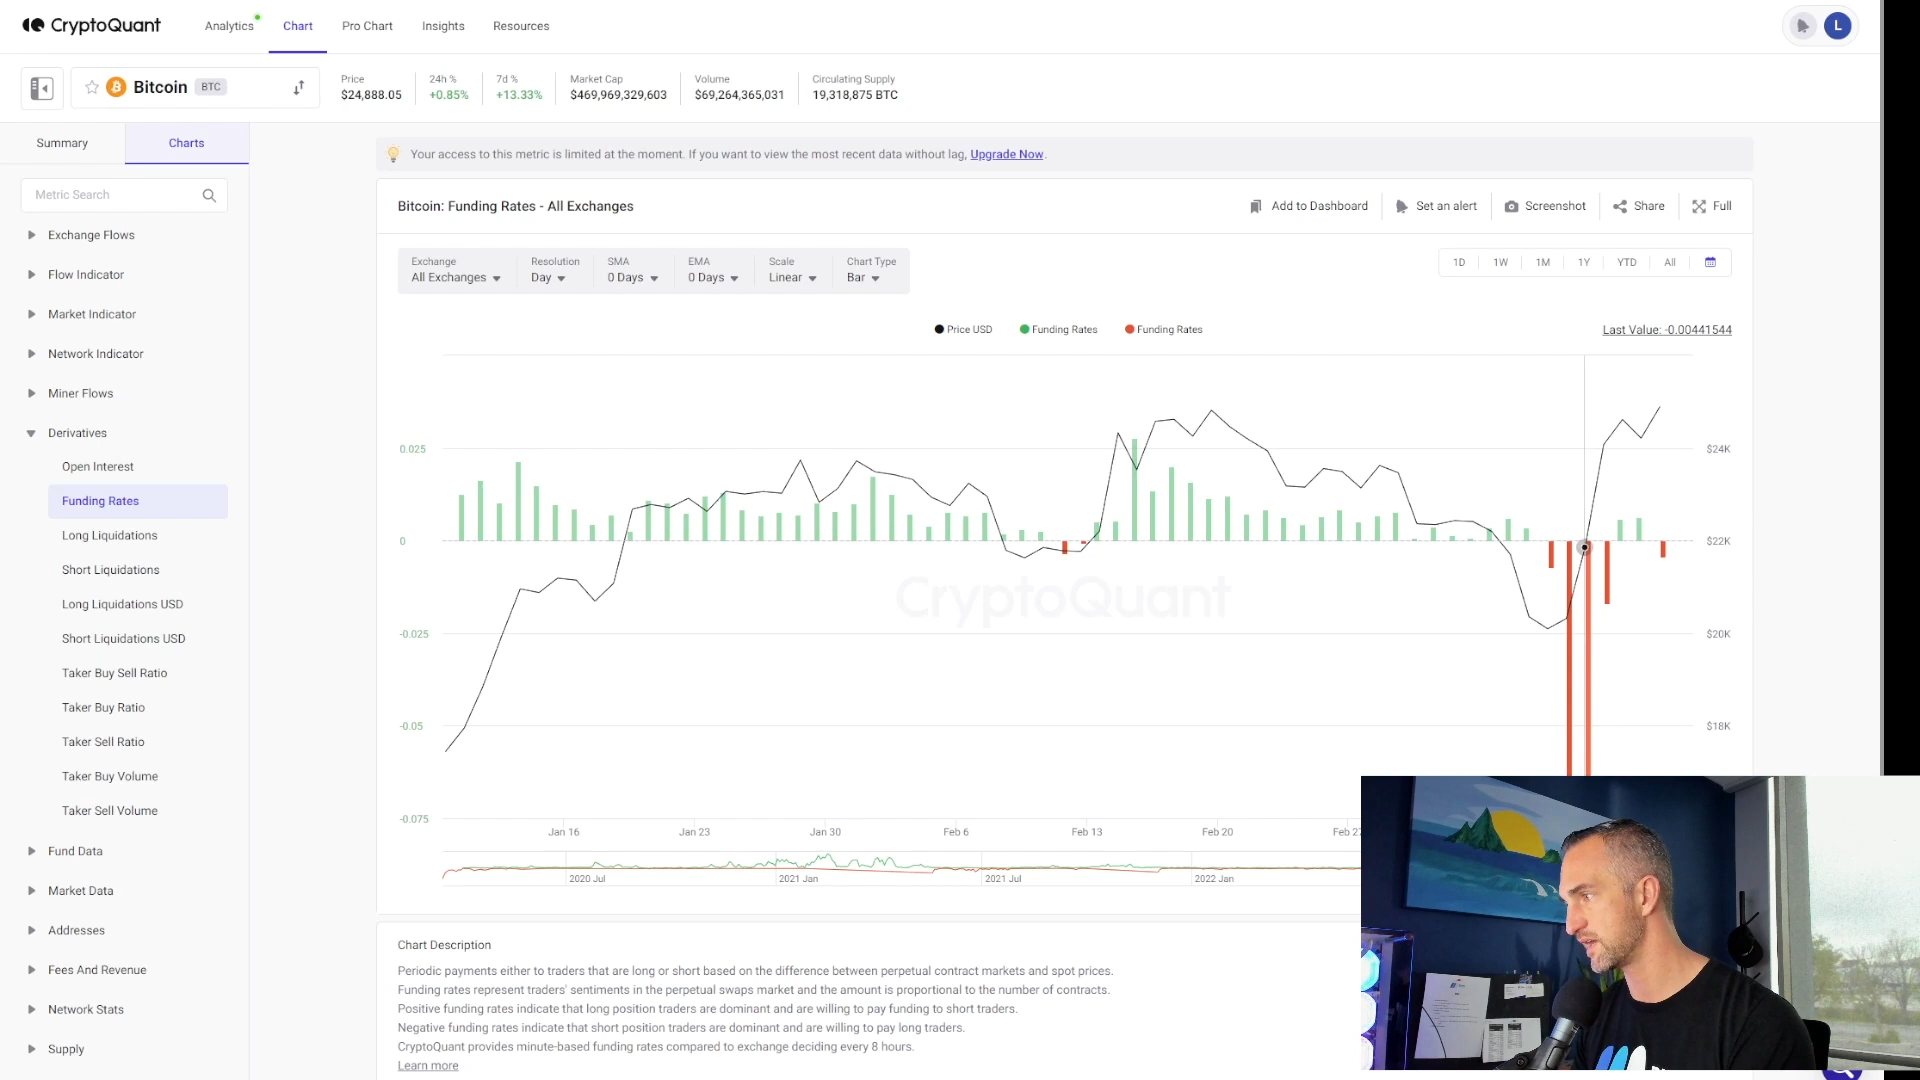 CryptoQuant
Analytics
Chart
Pro Chart
Insights
Resources
L
Bitcoin BTC
Price
$24,888.05
24h %
+0.85%
7d %
+13.33%
Market Cap
$469,969,329,603
Volume
$69,264,365,031
Circulating Supply
19,318,875 BTC
Summary
Charts
Metric Search
Exchange Flows
Flow Indicator
Market Indicator
Network Indicator
Miner Flows
Derivatives
Open Interest
Funding Rates
Long Liquidations
Short Liquidations
Long Liquidations USD
Short Liquidations USD
Taker Buy Sell Ratio
Taker Buy Ratio
Taker Sell Ratio
Taker Buy Volume
Taker Sell Volume
Fund Data
Market Data
Addresses
Fees And Revenue
Network Stats
Supply
Your access to this metric is limited at the moment. If you want to view the most recent data without lag, Upgrade Now.
Bitcoin: Funding Rates - All Exchanges
Add to Dashboard
Set an alert
Screenshot
Share
Full
Exchange
All Exchanges
Resolution
Day
SMA
0 Days
EMA
0 Days
Scale
Linear
Chart Type
Bar
1D
1W
1M
1Y
YTD
All
Price USD
Funding Rates
Funding Rates
Last Value: -0.00441544
0.025
0
-0.025
-0.05
-0.075
$24K
$22K
$20K
$18K
CryptoQuant
Jan 16
Jan 23
Jan 30
Feb 6
Feb 13
Feb 20
2020 Jul
2021 Jan
2021 Jul
2022 Jan
Chart Description
Periodic payments either to traders that are long or short based on the difference between perpetual contract markets and spot prices.
Funding rates represent traders' sentiments in the perpetual swaps market and the amount is proportional to the number of contracts.
Positive funding rates indicate that long position traders are dominant and are willing to pay funding to short traders.
Negative funding rates indicate that short position traders are dominant and are willing to pay long traders.
CryptoQuant provides minute-based funding rates compared to exchange deciding every 8 hours.
Learn more